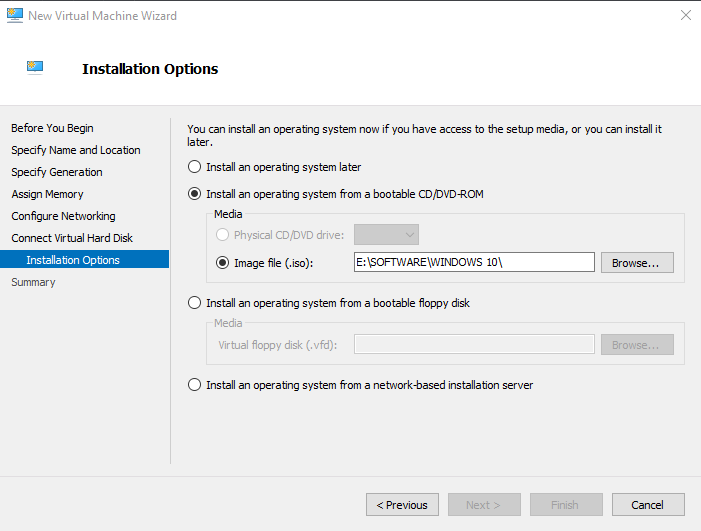 New Virtual Machine Wizard
Installation Options
Before You Begin
Specify Name and Location
Specify Generation
Assign Memory
Configure Networking
Connect Virtual Hard Disk
Installation Options
Summary
You can install an operating system now if you have access to the setup media, or you can install it
later.
Install an operating system later
Install an operating system from a bootable CD/DVD-ROM
Media
Physical CD/DVD drive:
Image file (.iso): E:\SOFTWARE\WINDOWS 10\ Browse...
Install an operating system from a bootable floppy disk
Media
Virtual floppy disk (.vfd): Browse...
Install an operating system from a network-based installation server
< Previous Next > Finish Cancel